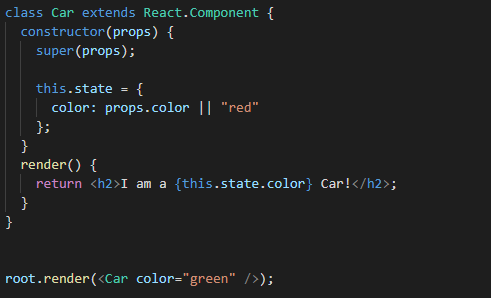 class Car extends React.Component {
  constructor(props) {
    super(props);

    this.state = {
      color: props.color || "red"
    };
  }
  render() {
    return <h2>I am a {this.state.color} Car!</h2>;
  }
}

root.render(<Car color="green" />);